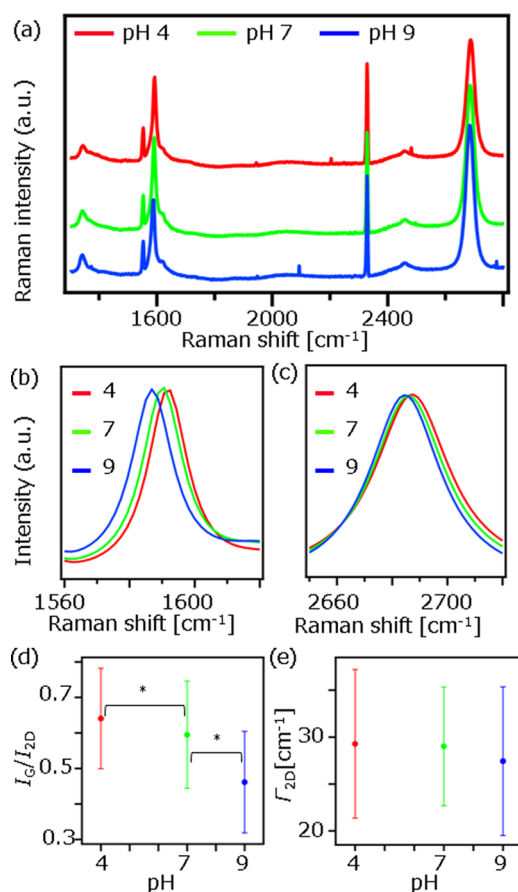 (a)
pH 4 pH 7 pH 9
Raman intensity (a.u.)
1600 2000 2400
Raman shift [cm⁻¹]
(b) (c)
4 4
7 7
9 9
Intensity (a.u.)
1560 1600 2660 2700
Raman shift [cm⁻¹] Raman shift [cm⁻¹]
(d) (e)
I_G/I_2D
0.7
0.5
0.3
* *
4 7 9
pH
Γ_2D [cm⁻¹]
30
20
4 7 9
pH